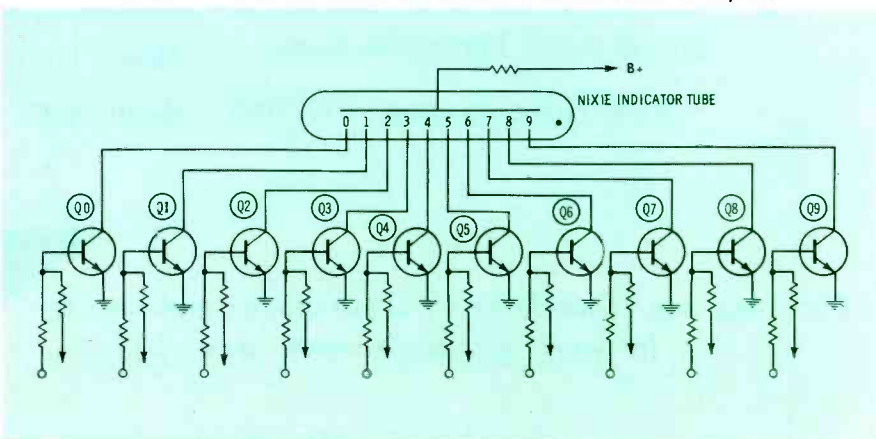 B+
NIXIE INDICATOR TUBE
0 1 2 3 4 5 6 7 8 9
Q0 Q1 Q2 Q3 Q4 Q5 Q6 Q7 Q8 Q9